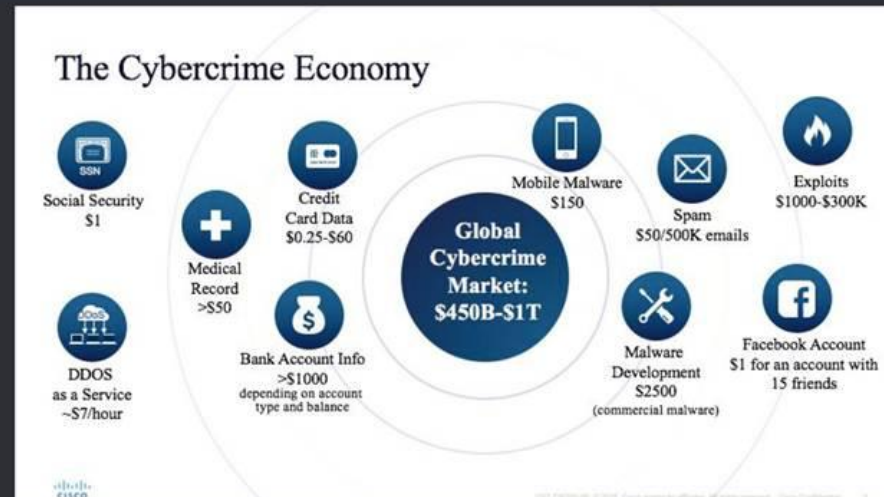 The Cybercrime Economy
SSN
Social Security
$1
Medical
Record
>$50
Credit
Card Data
$0.25-$60
Mobile Malware
$150
Spam
$50/500K emails
Exploits
$1000-$300K
Global
Cybercrime
Market:
$450B-$1T
DDOS
as a Service
~$7/hour
$
Bank Account Info
>$1000
depending on account
type and balance
Malware
Development
$2500
(commercial malware)
f
Facebook Account
$1 for an account with
15 friends